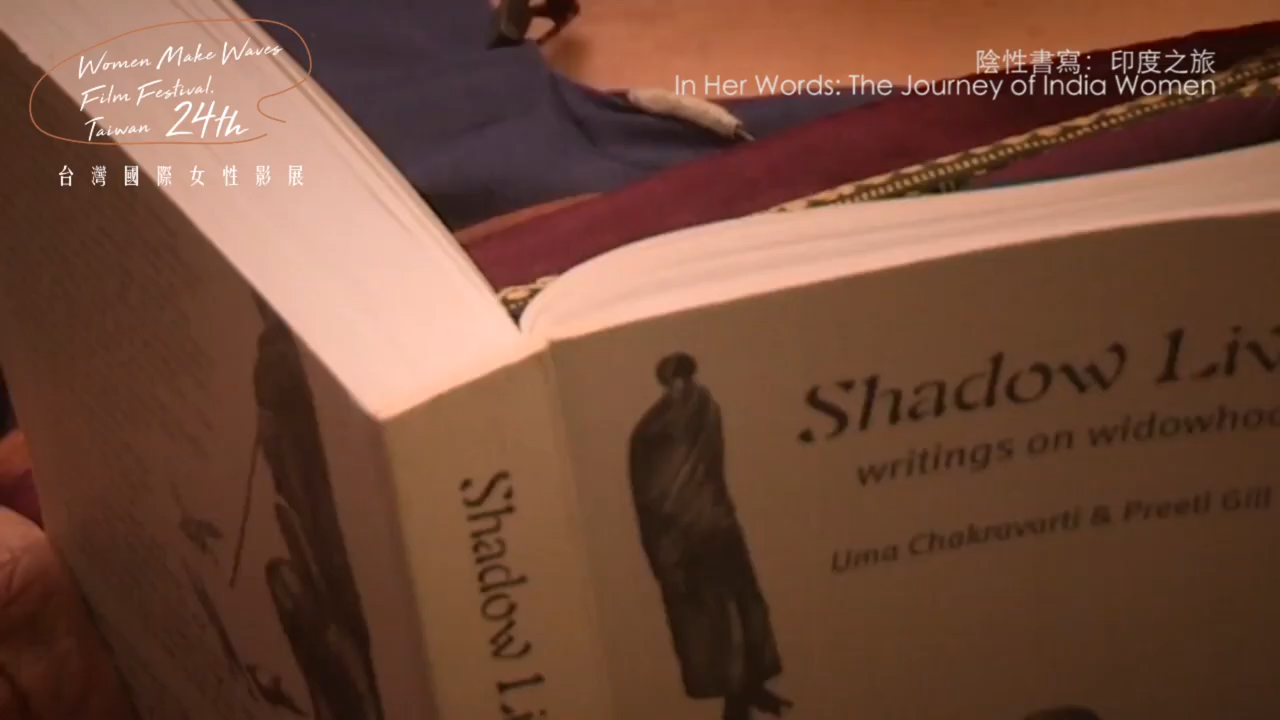 Women Make Waves
Film Festival.
Taiwan 24th
台灣國際女性影展
陰性書寫：印度之旅
In Her Words: The Journey of India Women
Shadow Liv
writings on widowhoo
Uma Chakravarti & Preeti Gill
Shadow Li